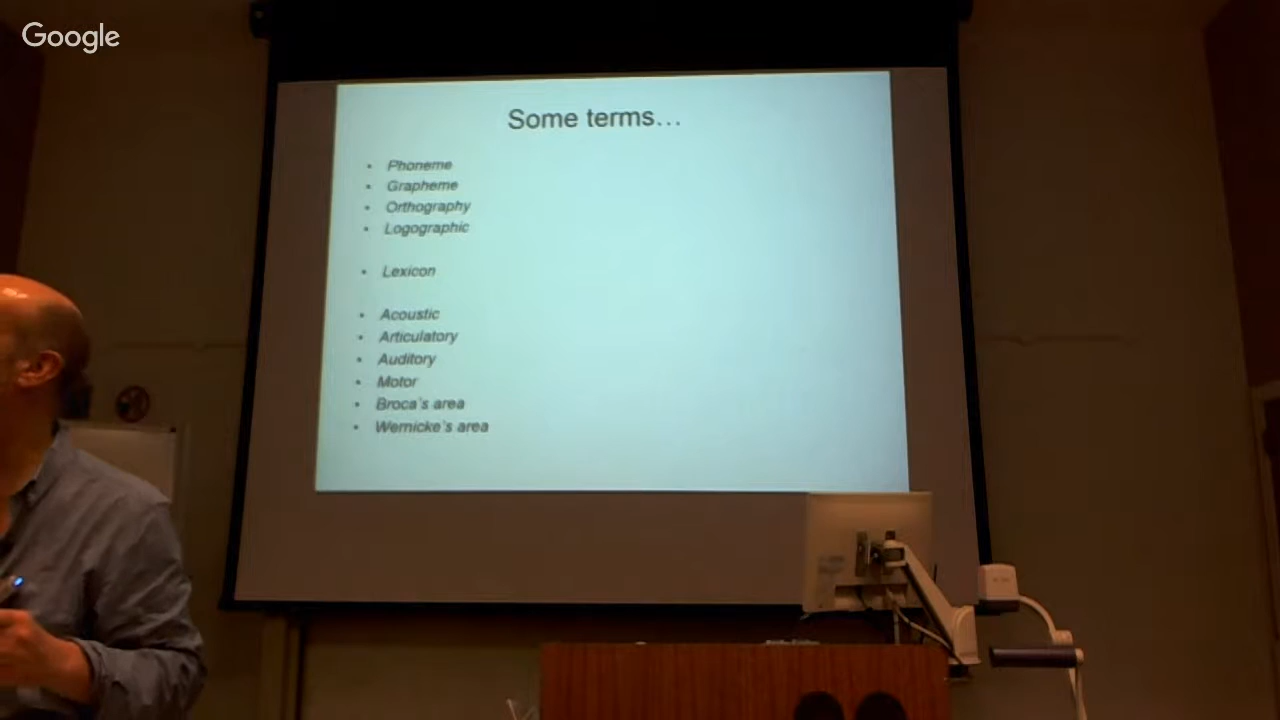 Google
Some terms…
• Phoneme
• Grapheme
• Orthography
• Logographic
• Lexicon
• Acoustic
• Articulatory
• Auditory
• Motor
• Broca's area
• Wernicke's area